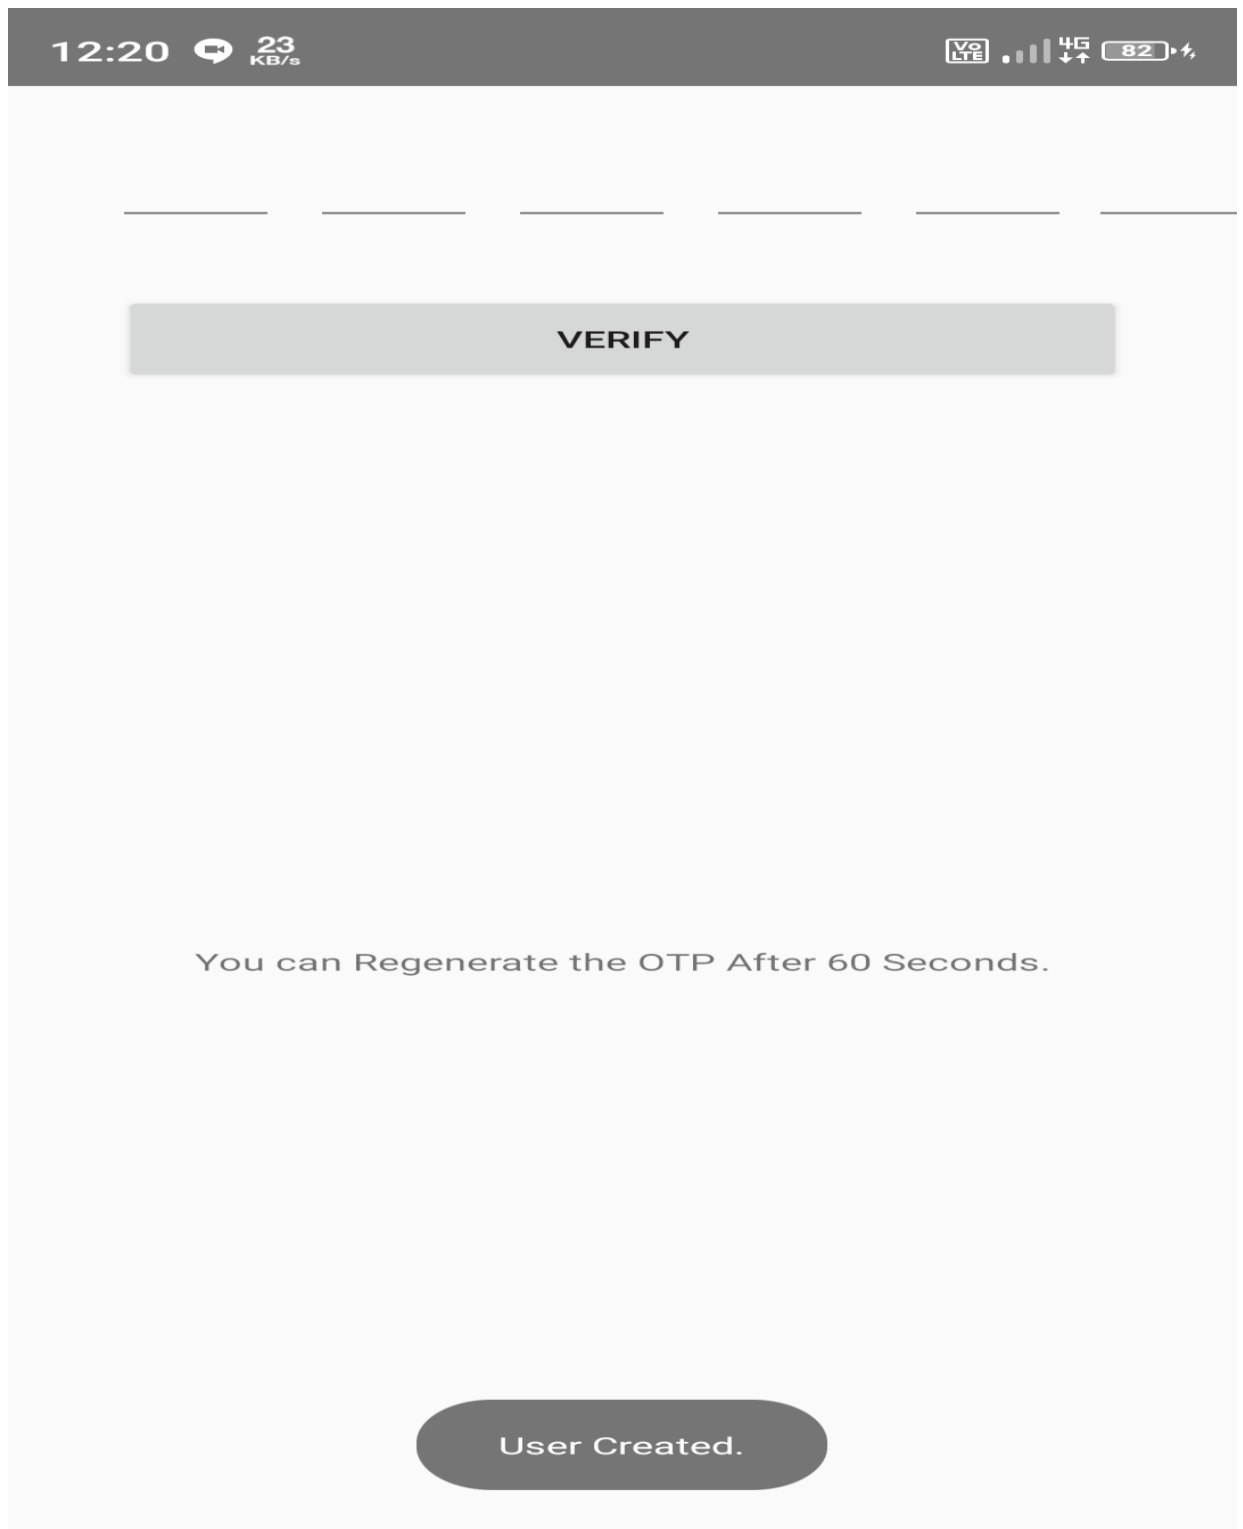 12:20 23 KB/s Vo LTE 4G 82
VERIFY
You can Regenerate the OTP After 60 Seconds.
User Created.